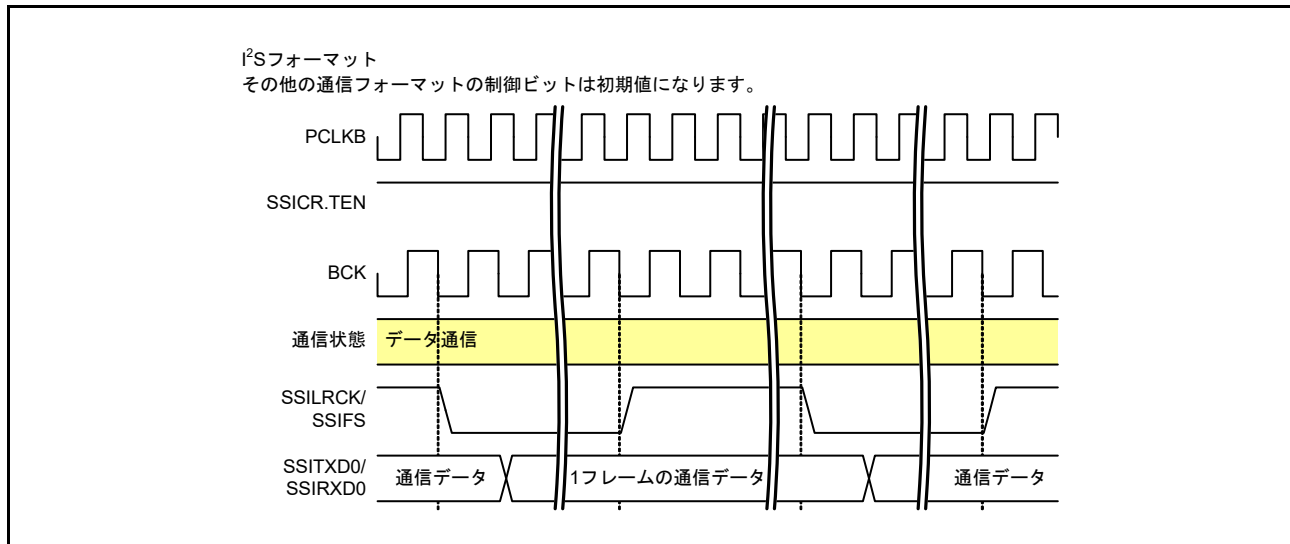 I²Sフォーマット
その他の通信フォーマットの制御ビットは初期値になります。
PCLKB
SSICR.TEN
BCK
通信状態 データ通信
SSILRCK/
SSIFS
SSITXD0/
SSIRXD0
通信データ 1フレームの通信データ 通信データ